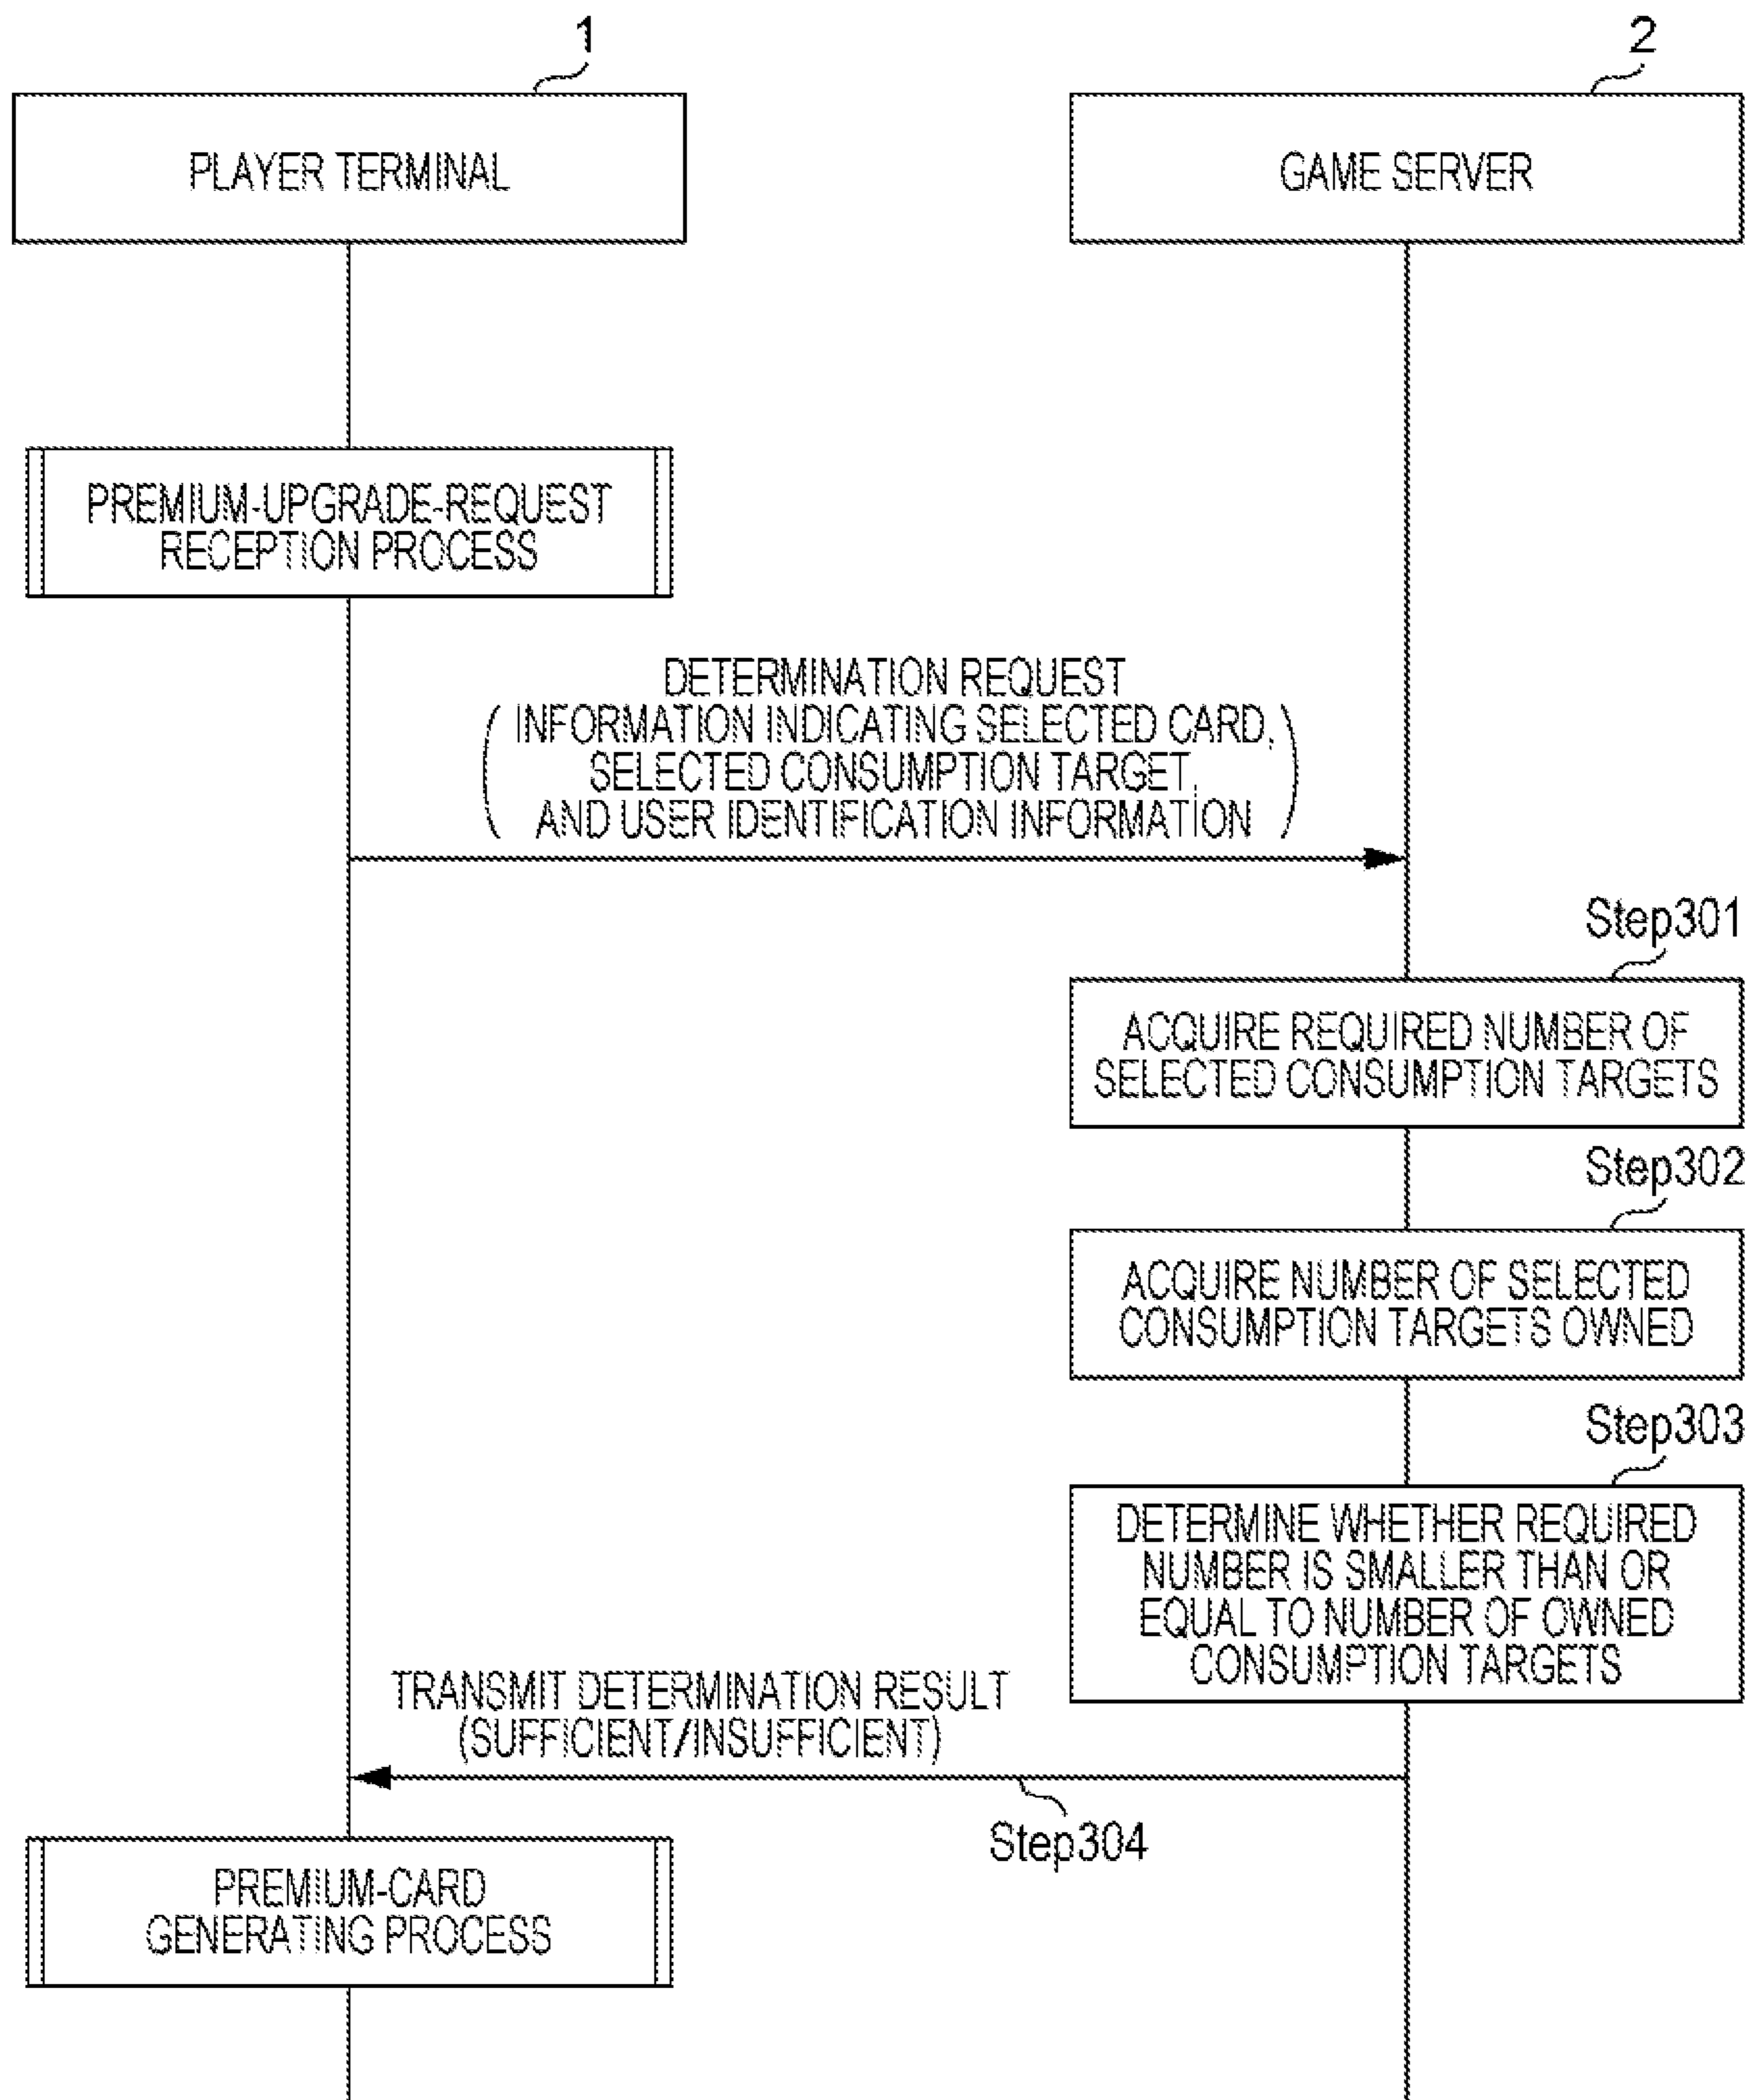 1
2
PLAYER TERMINAL
GAME SERVER
PREMIUM-UPGRADE-REQUEST
RECEPTION PROCESS
DETERMINATION REQUEST
( INFORMATION INDICATING SELECTED CARD,
SELECTED CONSUMPTION TARGET,
AND USER IDENTIFICATION INFORMATION )
Step301
ACQUIRE REQUIRED NUMBER OF
SELECTED CONSUMPTION TARGETS
Step302
ACQUIRE NUMBER OF SELECTED
CONSUMPTION TARGETS OWNED
Step303
DETERMINE WHETHER REQUIRED
NUMBER IS SMALLER THAN OR
EQUAL TO NUMBER OF OWNED
CONSUMPTION TARGETS
TRANSMIT DETERMINATION RESULT
(SUFFICIENT/INSUFFICIENT)
Step304
PREMIUM-CARD
GENERATING PROCESS